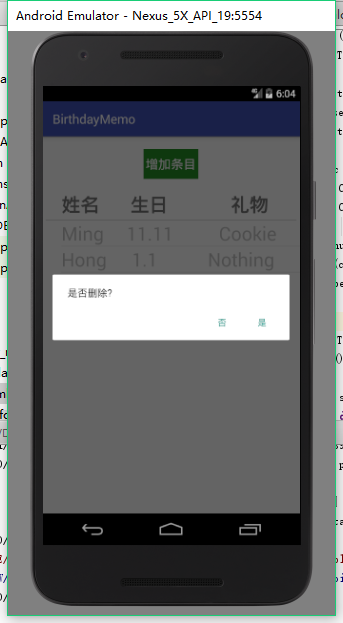 Android Emulator - Nexus_5X_API_19:5554
4G 6:04
BirthdayMemo
增加条目
姓名 生日 礼物
Ming 11.11 Cookie
Hong 1.1 Nothing
是否删除?
否 是